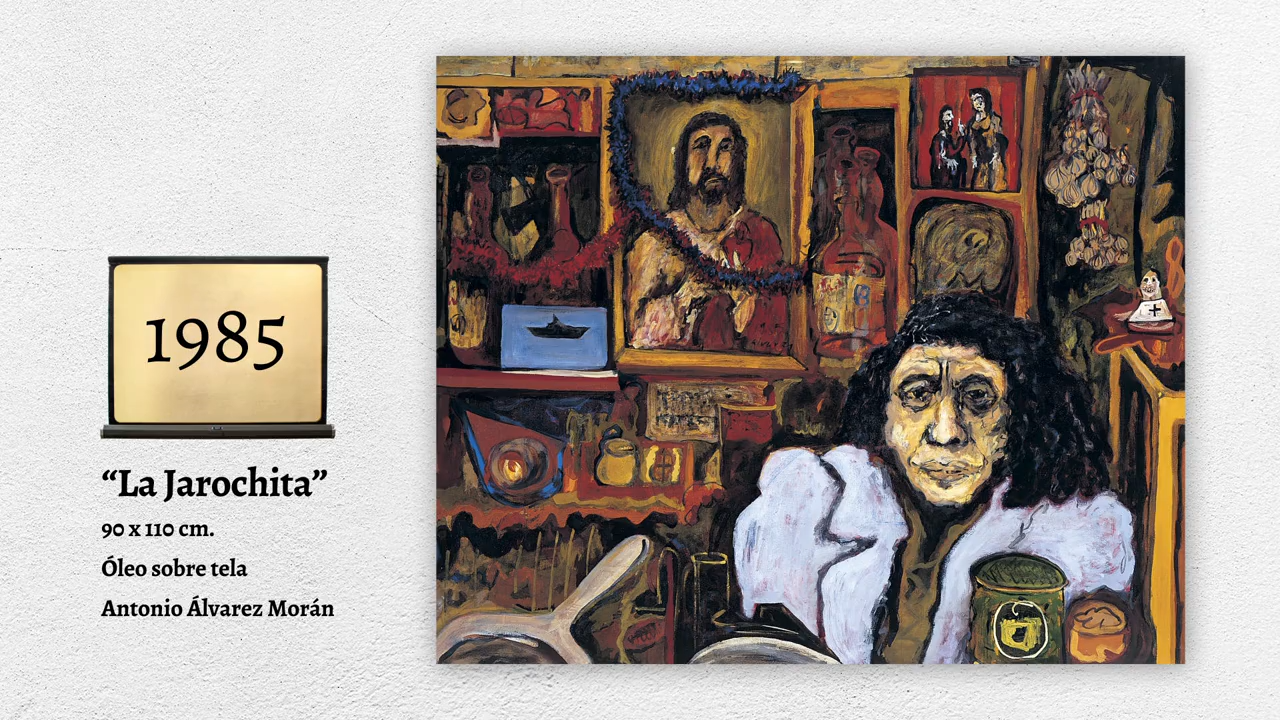 1985
“La Jarochita”
90 x 110 cm.
Óleo sobre tela
Antonio Álvarez Morán